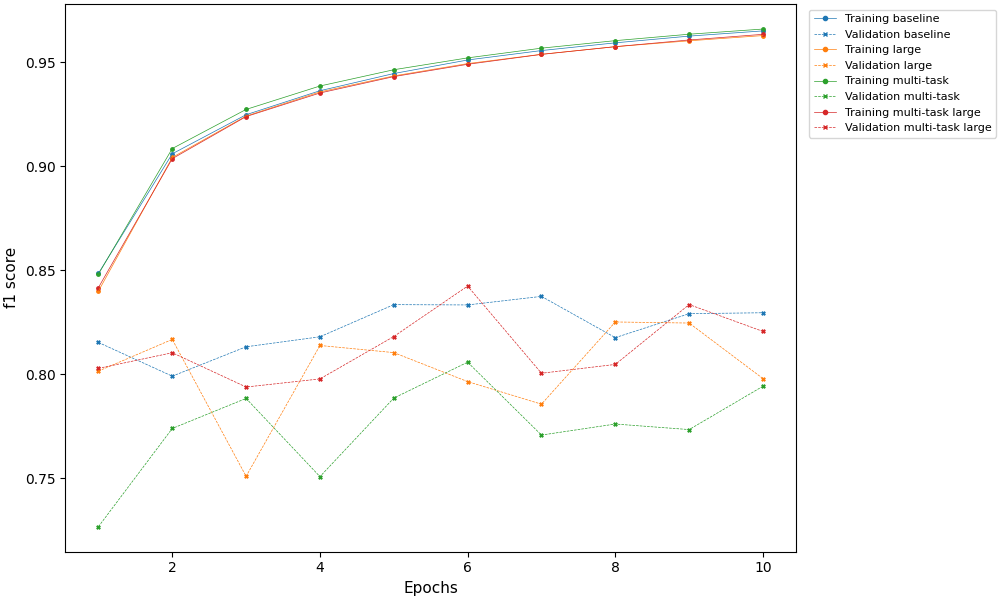 0.95
0.90
0.85
0.80
0.75
f1 score
2
4
6
8
10
Epochs
Training baseline
Validation baseline
Training large
Validation large
Training multi-task
Validation multi-task
Training multi-task large
Validation multi-task large